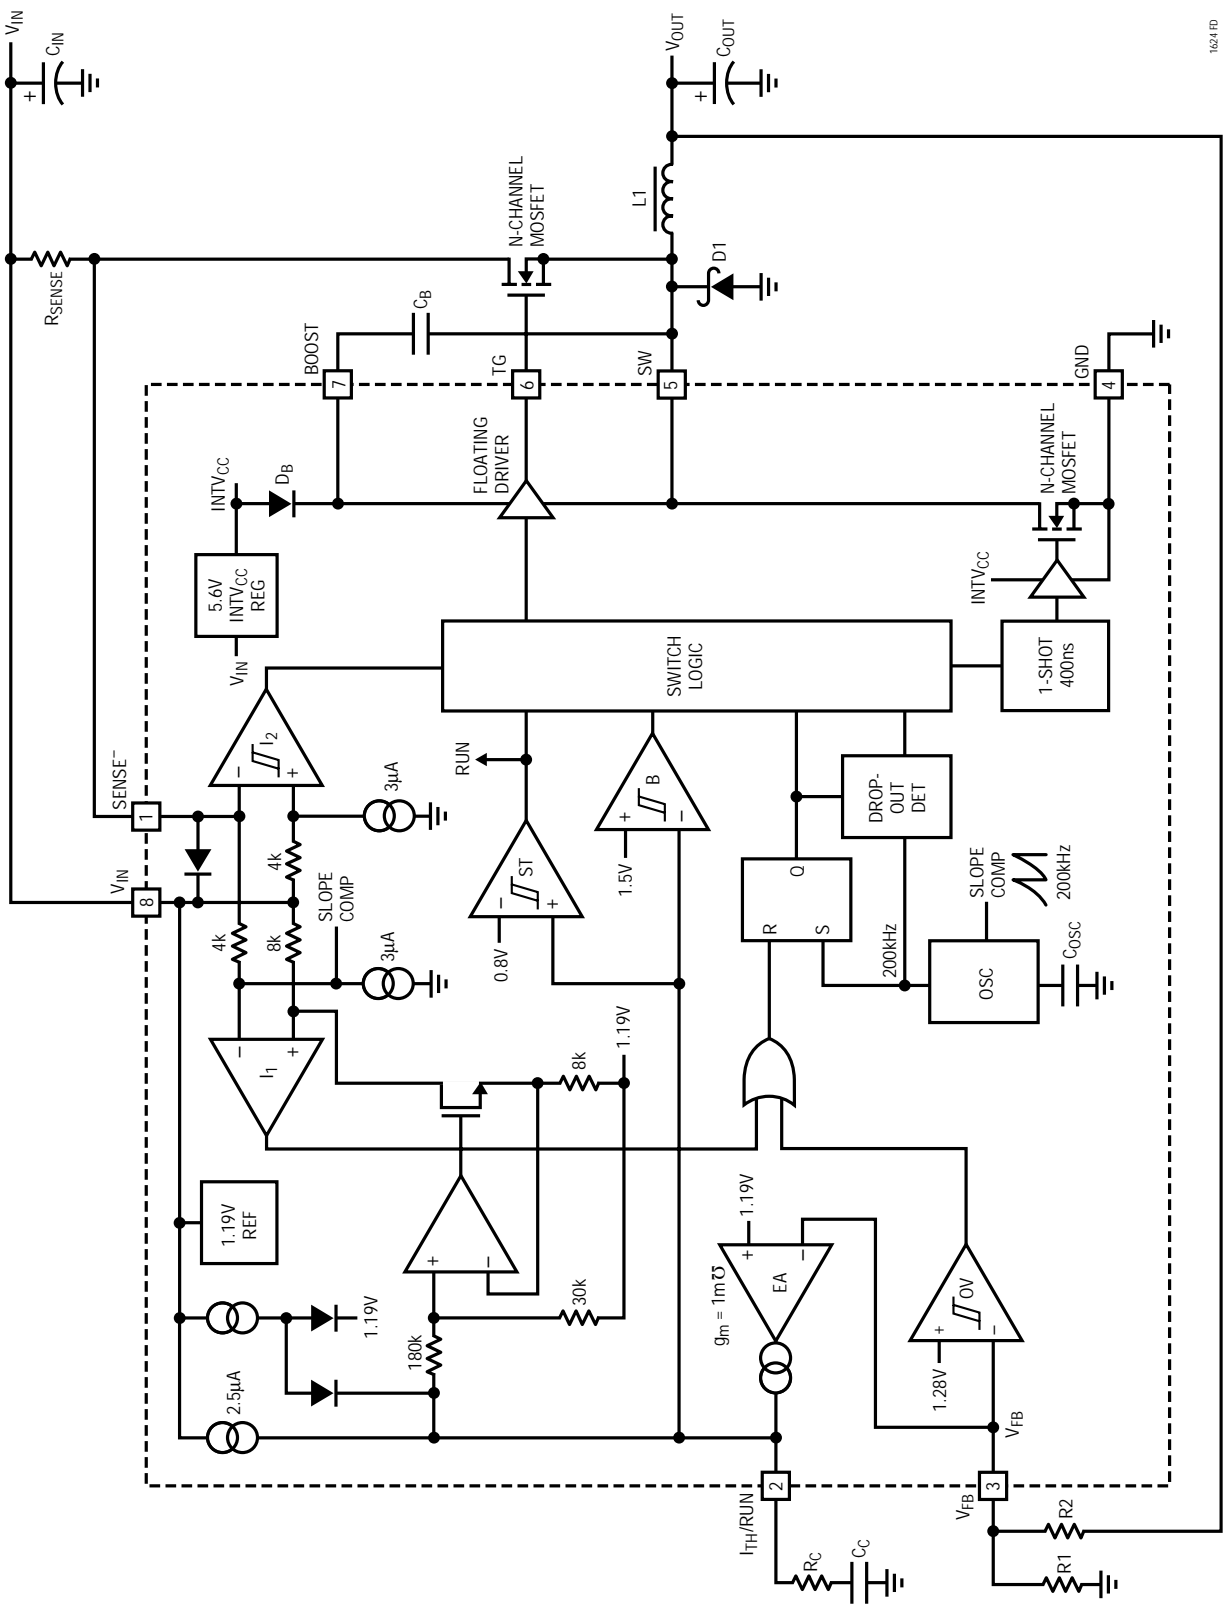 VIN
+
CIN
RSENSE
VIN
SENSE–
8
1
2.5µA
1.19V
REF
4k
8k
4k
–
+
I1
–
+
I2
VIN
5.6V
INTVCC
REG
INTVCC
DB
BOOST
7
CB
SLOPE
COMP
3µA
3µA
1.19V
180k
+
–
30k
8k
1.19V
0.8V
–
+
ST
RUN
FLOATING
DRIVER
TG
6
N-CHANNEL
MOSFET
1.5V
+
–
B
SWITCH
LOGIC
SW
5
L1
D1
VOUT
+
COUT
gm = 1m℧
EA
+
–
1.19V
ITH/RUN
2
RC
CC
R
S
Q
DROP-
OUT
DET
200kHz
OSC
COSC
SLOPE
COMP
200kHz
1.28V
+
–
OV
VFB
3
VFB
R1
R2
1-SHOT
400ns
INTVCC
N-CHANNEL
MOSFET
GND
4
1624 FD